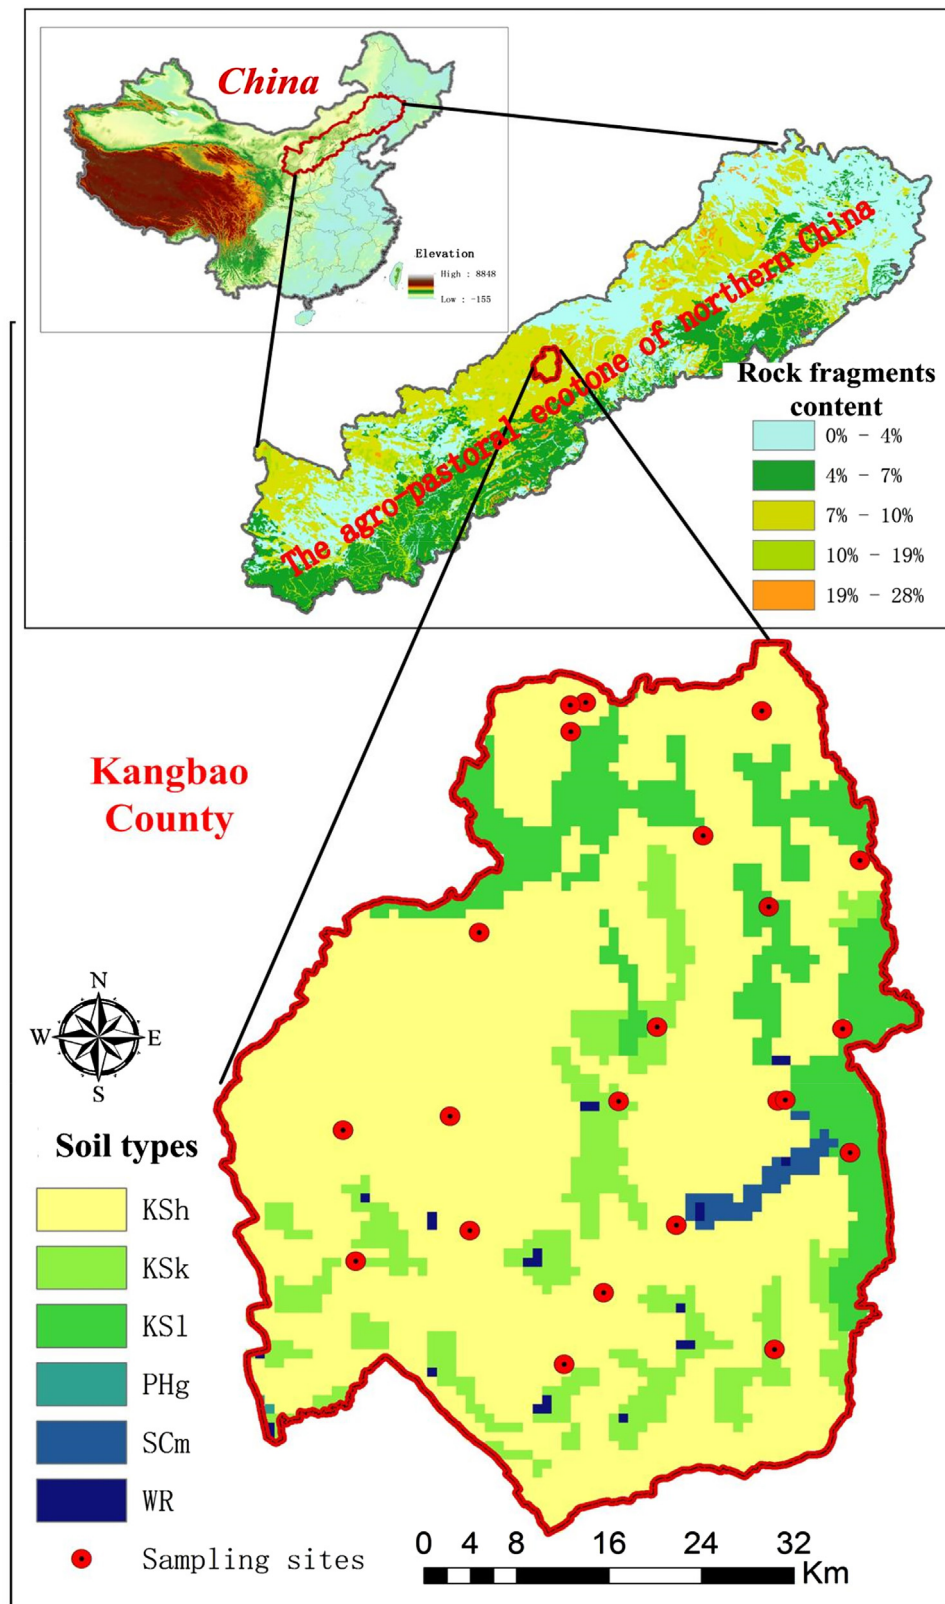 China
Elevation
High : 8848
Low : -155
The agro-pastoral ecotone of northern China
Rock fragments
content
0% - 4%
4% - 7%
7% - 10%
10% - 19%
19% - 28%
Kangbao
County
N
W E
S
Soil types
KSh
KSk
KSl
PHg
SCm
WR
Sampling sites
0 4 8 16 24 32
Km